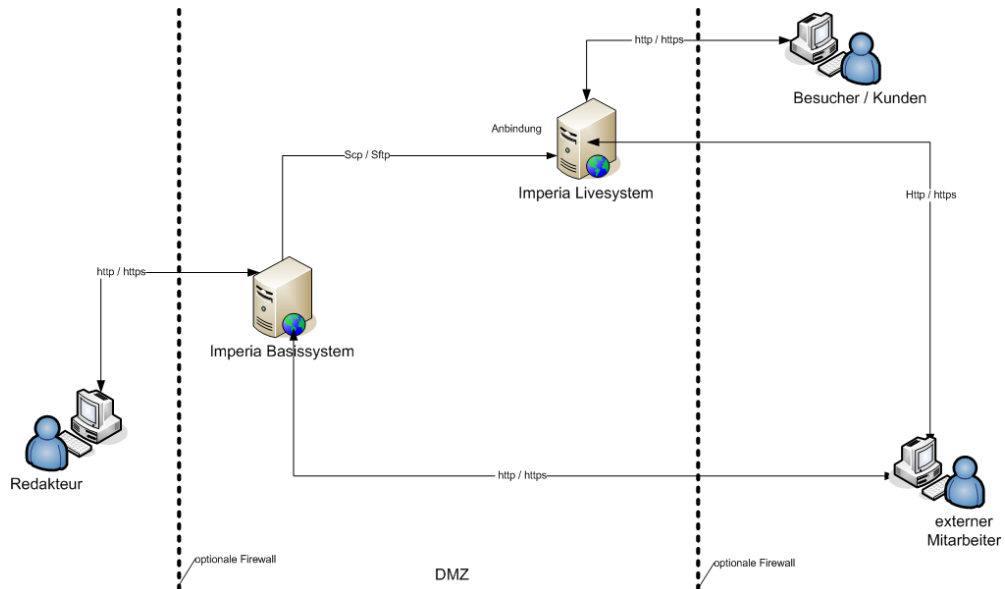 http / https
Besucher / Kunden
Anbindung
Scp / Sftp
Imperia Livesystem
Http / https
http / https
Imperia Basissystem
Redakteur
http / https
externer
Mitarbeiter
optionale Firewall
DMZ
optionale Firewall